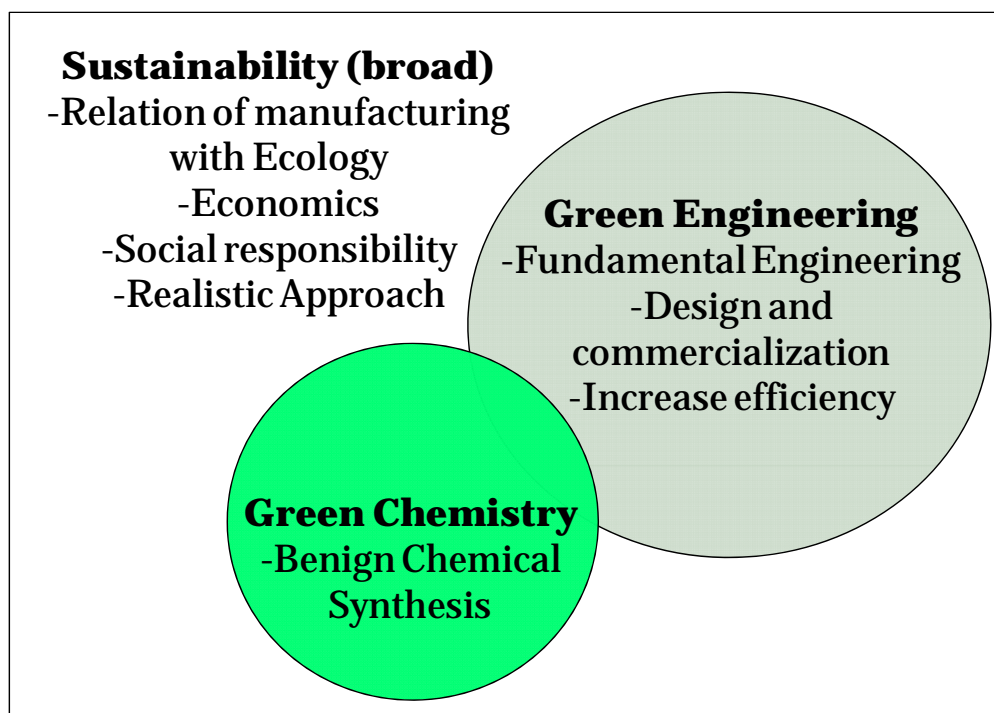 Sustainability (broad)
-Relation of manufacturing
with Ecology
-Economics
-Social responsibility
-Realistic Approach
Green Engineering
-Fundamental Engineering
-Design and
commercialization
-Increase efficiency
Green Chemistry
-Benign Chemical
Synthesis